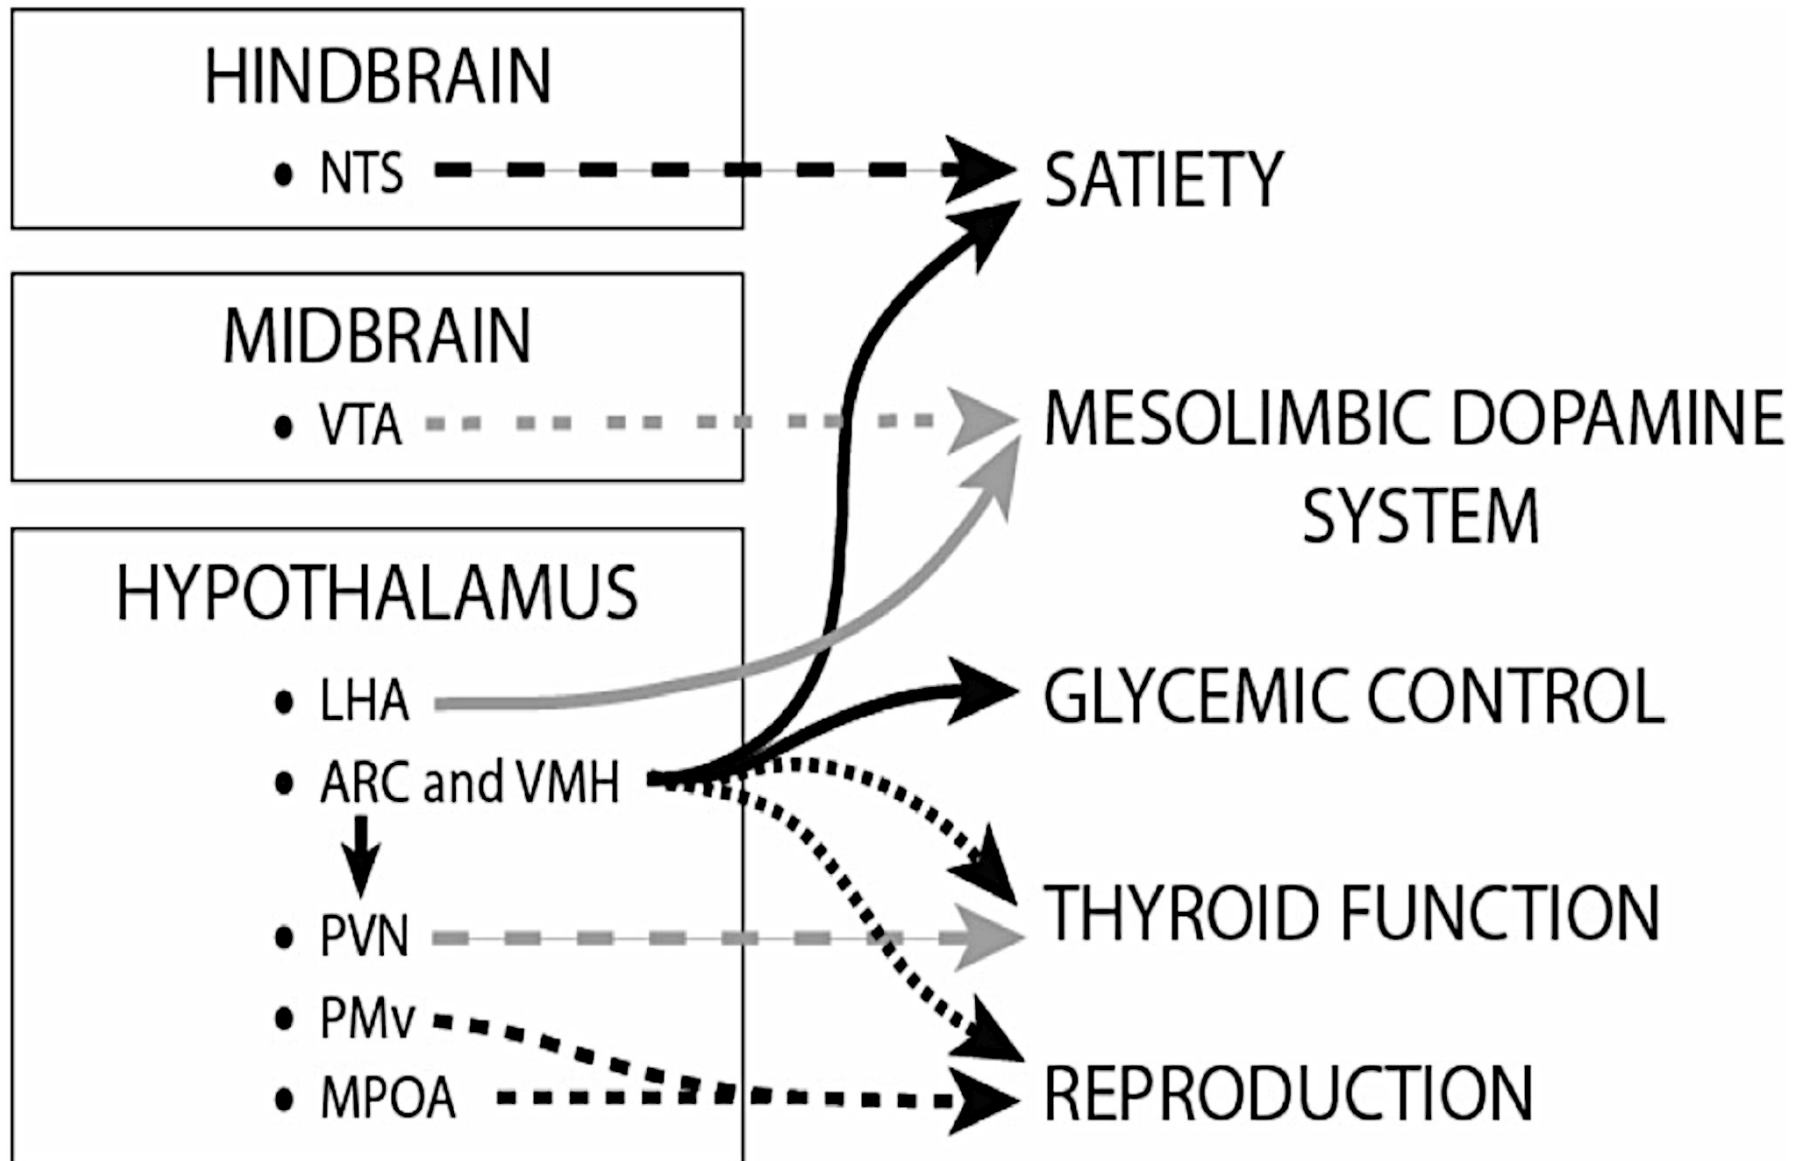 HINDBRAIN
• NTS
SATIETY
MIDBRAIN
• VTA
MESOLIMBIC DOPAMINE
SYSTEM
HYPOTHALAMUS
• LHA
GLYCEMIC CONTROL
• ARC and VMH
• PVN
THYROID FUNCTION
• PMv
• MPOA
REPRODUCTION